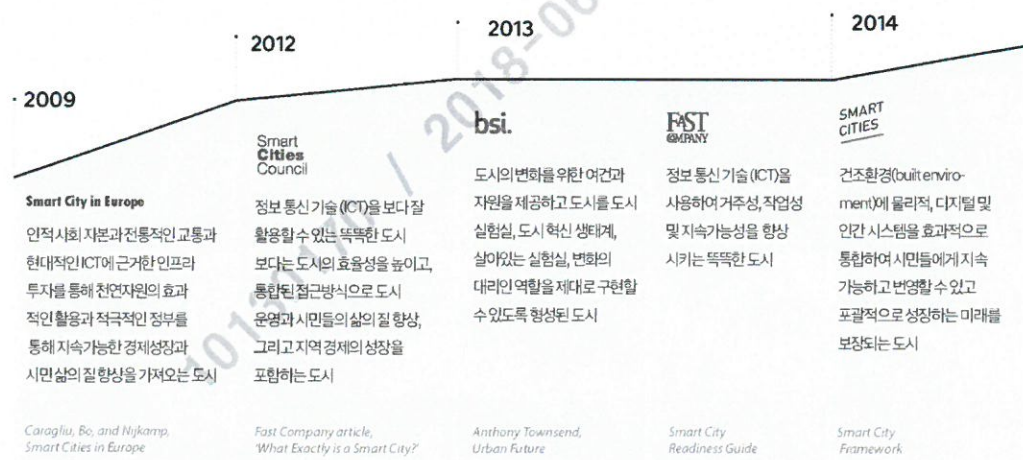 2009
2012
2013
2014
Smart City in Europe
인적 사회 자본과 전통적인 교통과
현대적인 ICT에 근거한 인프라
투자를 통해 천연자원의 효과
적인 활용과 적극적인 정부를
통해 지속가능한 경제성장과
시민 삶의 질 향상을 가져오는 도시
Caragliu, Bo, and Nijkamp,
Smart Cities in Europe
Smart
Cities
Council
정보 통신 기술 (ICT)을 보다 잘
활용할 수 있는 똑똑한 도시
보다는 도시의 효율성을 높이고,
통합된 접근방식으로 도시
운영과 시민들의 삶의 질 향상,
그리고 지역 경제의 성장을
포함하는 도시
Fast Company article,
'What Exactly is a Smart City?'
bsi.
도시의 변화를 위한 여건과
자원을 제공하고 도시를 도시
실험실, 도시 혁신 생태계,
살아있는 실험실, 변화의
대리인 역할을 제대로 구현할
수 있도록 형성된 도시
Anthony Townsend,
Urban Future
FAST
COMPANY
정보 통신 기술 (ICT)을
사용하여 거주성, 작업성
및 지속가능성을 향상
시키는 똑똑한 도시
Smart City
Readiness Guide
SMART
CITIES
건조환경(built enviro-
ment)에 물리적, 디지털 및
인간 시스템을 효과적으로
통합하여 시민들에게 지속
가능하고 번영할 수 있고
포괄적으로 성장하는 미래를
보장되는 도시
Smart City
Framework
10130170 / 2018-06